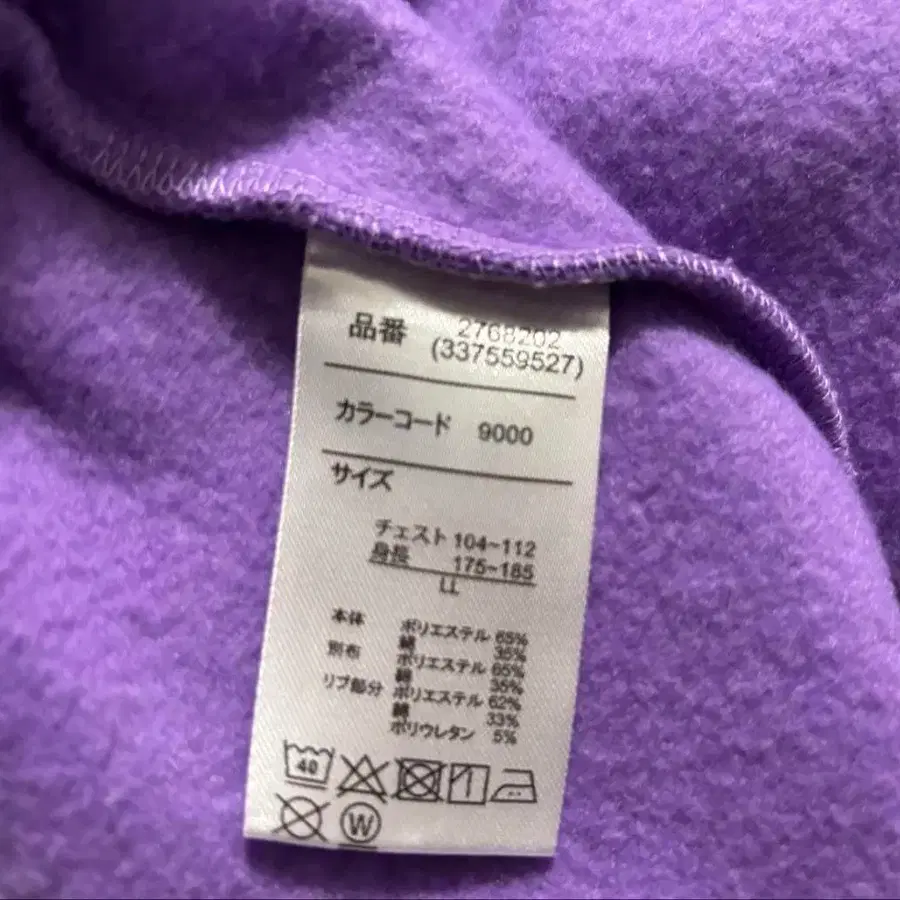 品番 2768202
(337559527)
カラーコード 9000
サイズ
チェスト 104~112
身長 175~185
LL
本体 ポリエステル 65%
綿 35%
別布 ポリエステル 65%
綿 35%
リブ部分 ポリエステル 62%
綿 33%
ポリウレタン 5%
40
W